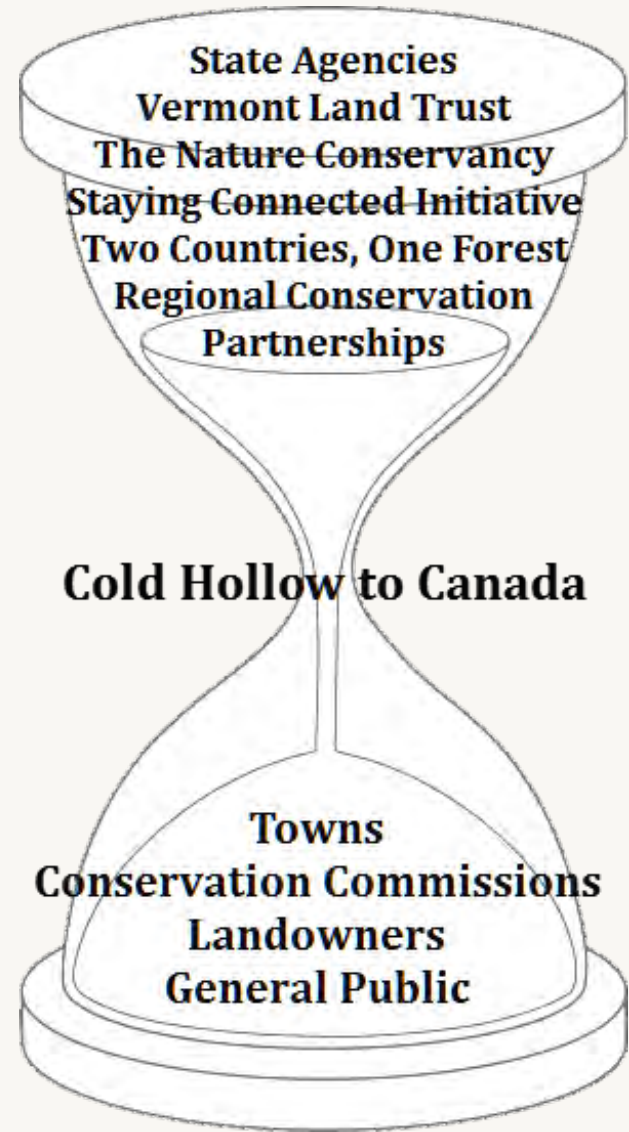 State Agencies
Vermont Land Trust
The Nature Conservancy
Staying Connected Initiative
Two Countries, One Forest
Regional Conservation
Partnerships
Cold Hollow to Canada
Towns
Conservation Commissions
Landowners
General Public